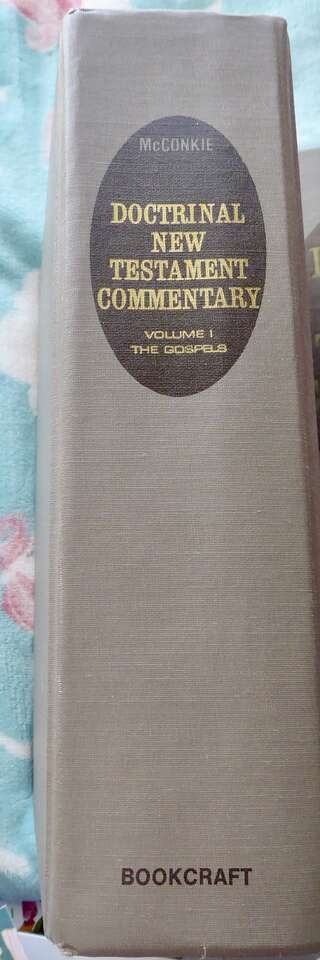 McCONKIE
DOCTRINAL
NEW
TESTAMENT
COMMENTARY
VOLUME I
THE GOSPELS
BOOKCRAFT